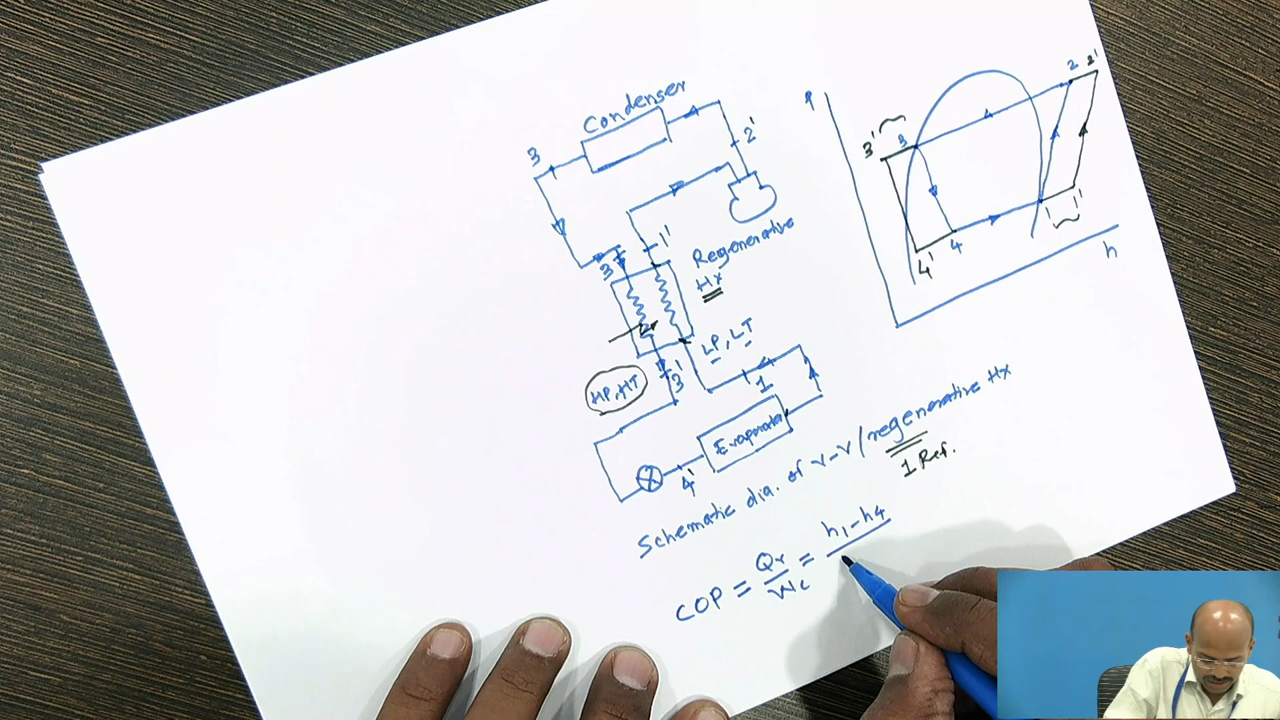 Condenser
3
2'
1'
3
Regenerative
Hx
LP, LT
HP, HT
3'
1
Evaporator
4'
Schematic dia. of v-v/regenerative Hx
1 Ref.
COP = Qr/Wc = h1-h4
P
3'
3
2
2'
1
1'
4
4'
h